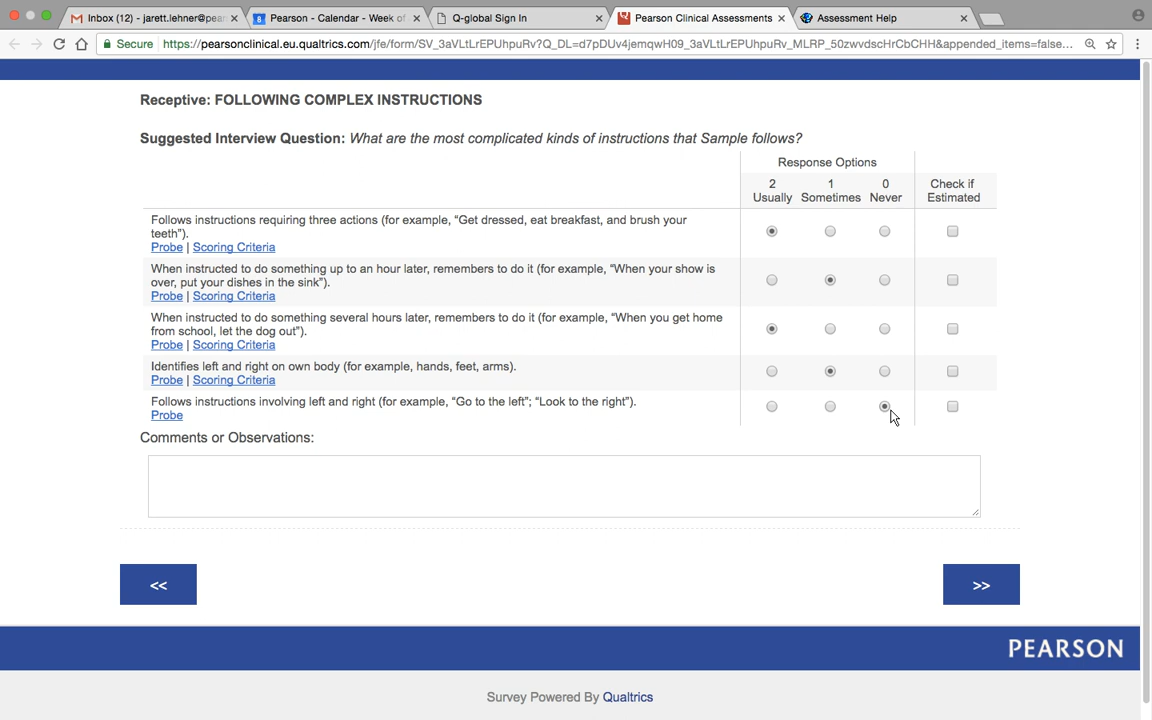 Inbox (12) - jarett.lehner@pear
Pearson - Calendar - Week of
Q-global Sign In
Pearson Clinical Assessments
Assessment Help
Secure
https://pearsonclinical.eu.qualtrics.com/jfe/form/SV_3aVLtLrEPUhpuRv?Q_DL=d7pDUv4jemqwH09_3aVLtLrEPUhpuRv_MLRP_50zwvdscHrCbCHH&appended_items=false...
Receptive: FOLLOWING COMPLEX INSTRUCTIONS
Suggested Interview Question: What are the most complicated kinds of instructions that Sample follows?
Response Options
2 1 0 Check if
Usually Sometimes Never Estimated
Follows instructions requiring three actions (for example, “Get dressed, eat breakfast, and brush your
teeth”).
Probe | Scoring Criteria
When instructed to do something up to an hour later, remembers to do it (for example, “When your show is
over, put your dishes in the sink”).
Probe | Scoring Criteria
When instructed to do something several hours later, remembers to do it (for example, “When you get home
from school, let the dog out”).
Probe | Scoring Criteria
Identifies left and right on own body (for example, hands, feet, arms).
Probe | Scoring Criteria
Follows instructions involving left and right (for example, “Go to the left”; “Look to the right”).
Probe
Comments or Observations:
<< >>
PEARSON
Survey Powered By Qualtrics